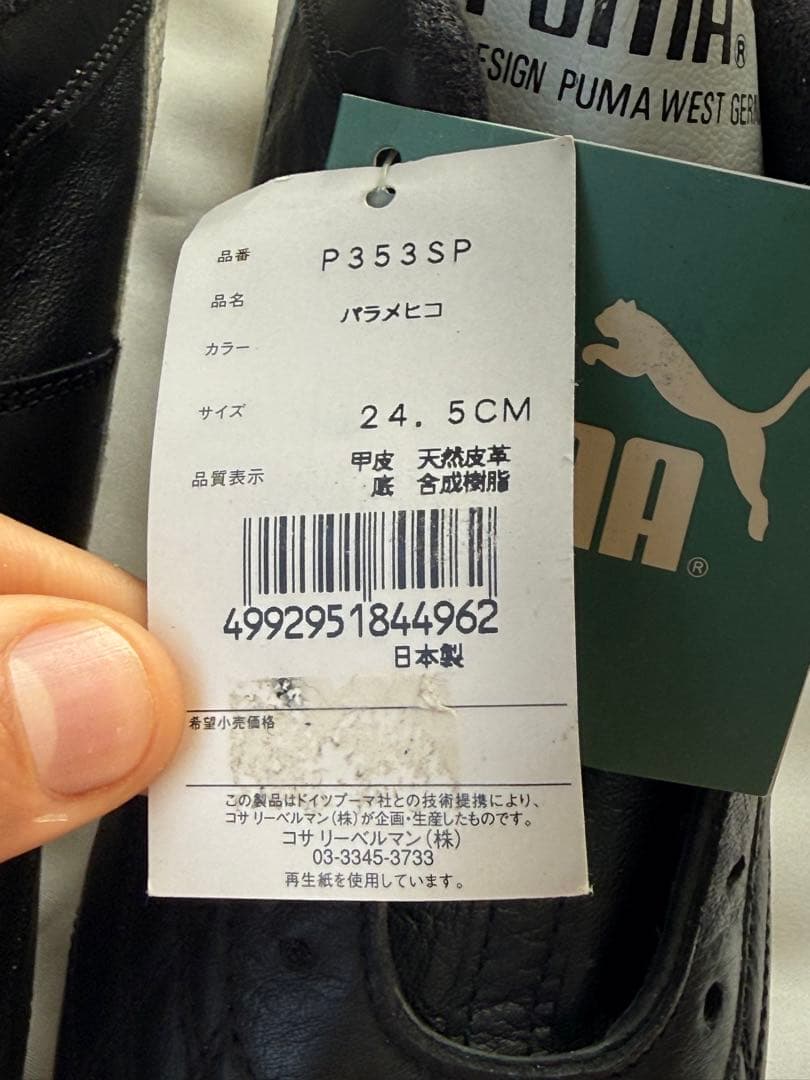 PUMA®
DESIGN PUMA WEST GER
品番 P353SP
品名 パラメヒコ
カラー
サイズ 24.5CM
品質表示 甲皮 天然皮革
底 合成樹脂
4992951844962
日本製
希望小売価格
この製品はドイツプーマ社との技術提携により、
コサリーベルマン(株)が企画・生産したものです。
コサリーベルマン(株)
03-3345-3733
再生紙を使用しています。
MA®